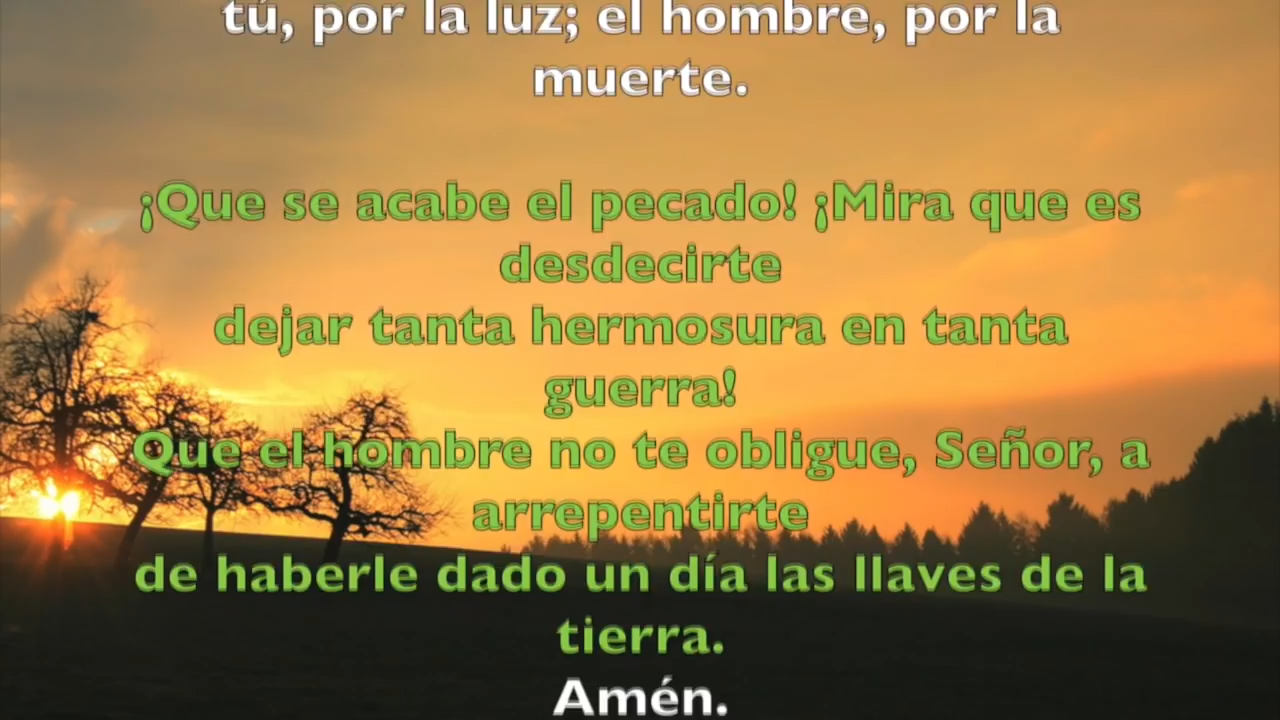 tú, por la luz; el hombre, por la
muerte.
¡Que se acabe el pecado! ¡Mira que es
desdecirte
dejar tanta hermosura en tanta
guerra!
Que el hombre no te obligue, Señor, a
arrepentirte
de haberle dado un día las llaves de la
tierra.
Amén.